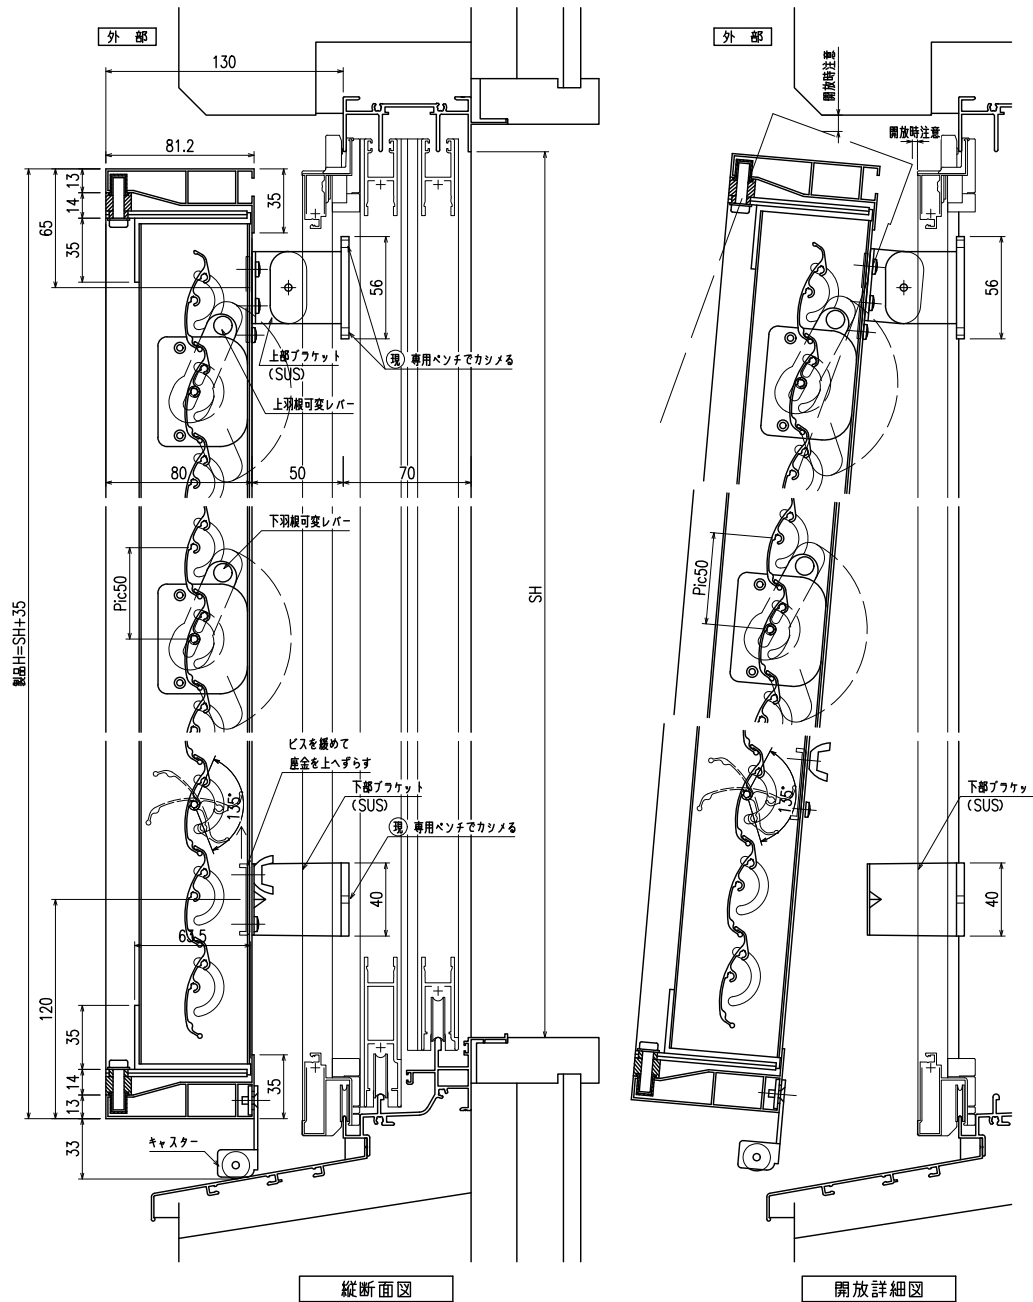 外 部
130
81.2
13
14
35
65
35
56
上部ブラケット
(SUS)
現 専用ペンチでカシメる
上羽根可変レバー
80
50
70
下羽根可変レバー
Pic50
SH
製品H=SH+35
ビスを緩めて
座金を上へずらす
下部ブラケット
(SUS)
現 専用ペンチでカシメる
135°
40
63.5
120
35
14
13
35
33
キャスター
縦断面図
外 部
開放時注意
開放時注意
56
Pic50
135°
下部ブラケッ
(SUS)
40
開放詳細図